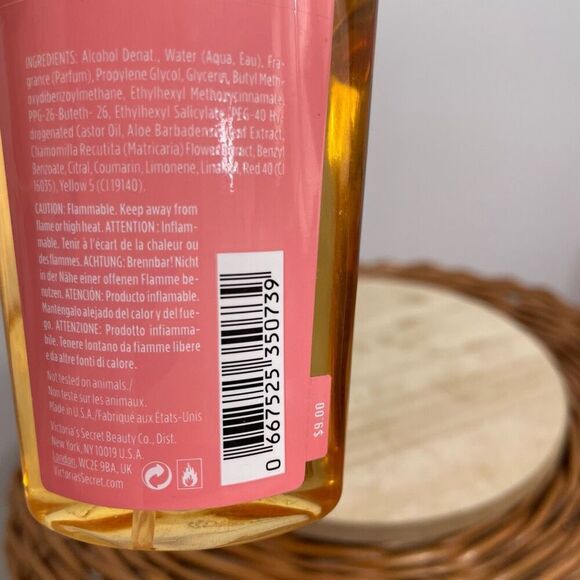 INGREDIENTS: Alcohol Denat., Water (Aqua, Eau), Fra-
grance (Parfum), Propylene Glycol, Glycerin, Butyl Meth-
oxydibenzoylmethane, Ethylhexyl Methoxycinnamate,
PPG-26-Buteth- 26, Ethylhexyl Salicylate, PEG-40 Hy-
drogenated Castor Oil, Aloe Barbadensis Leaf Extract,
Chamomilla Recutita (Matricaria) Flower Extract, Benzyl
Benzoate, Citral, Coumarin, Limonene, Linalool, Red 40 (CI
16035), Yellow 5 (CI 19140).
CAUTION: Flammable. Keep away from
flame or high heat. ATTENTION : Inflam-
mable. Tenir à l'écart de la chaleur ou
des flammes. ACHTUNG: Brennbar! Nicht
in der Nähe einer offenen Flamme be-
nutzen. ATENCIÓN: Producto inflamable.
Manténgalo alejado del calor y del fue-
go. ATTENZIONE: Prodotto infiamma-
bile. Tenere lontano da fiamme libere
e da altre fonti di calore.
Not tested on animals./
Non testé sur les animaux.
Made in U.S.A./Fabriqué aux États-Unis
Victoria's Secret Beauty Co., Dist.
New York, NY 10019 U.S.A.
London, WC2E 9BA, UK
VictoriasSecret.com
0 667525 350739
$9.00